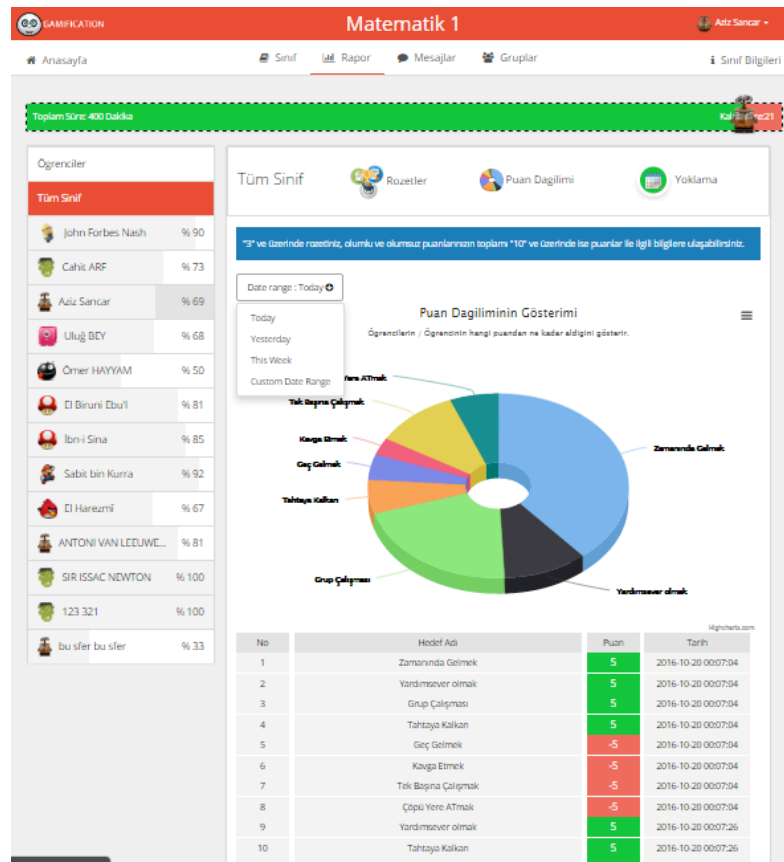 GAMIFICATION
Matematik 1
Aziz Sancar
Anasayfa
Sınıf
Rapor
Mesajlar
Gruplar
Sınıf Bilgileri
Toplam Süre: 400 Dakika
Öğrenciler
Tüm Sinif
John Forbes Nash % 90
Cahit ARF % 73
Aziz Sancar % 69
Uluğ BEY % 68
Ömer HAYYAM % 50
El Biruni Ebu'l % 81
İbn-i Sina % 85
Sabit bin Kurra % 92
El Harezmî % 67
ANTONI VAN LEEUWE... % 81
SIR ISSAC NEWTON % 100
123 321 % 100
bu sfer bu sfer % 33
Tüm Sinif
Rozetler
Puan Dagilimi
Yoklama
"3" ve üzerinde rozetiniz, olumlu ve olumsuz puanlarınızın toplamı "10" ve üzerinde ise puanlar ile ilgili bilgilere ulaşabilirsiniz.
Date range : Today
Today
Yesterday
This Week
Custom Date Range
Puan Dagiliminin Gösterimi
Ögrencilerin / Ögrencinin hangi puandan ne kadar aldigini gösterir.
Yere ATmak
Tek Başına Çalışmak
Kavga Etmek
Geç Gelmek
Tahtaya Kalkan
Grup Çalışması
Zamanında Gelmek
Yardımsever olmak
Highcharts.com
No Hedef Adı Puan Tarih
1 Zamanında Gelmek 5 2016-10-20 00:07:04
2 Yardımsever olmak 5 2016-10-20 00:07:04
3 Grup Çalışması 5 2016-10-20 00:07:04
4 Tahtaya Kalkan 5 2016-10-20 00:07:04
5 Geç Gelmek -5 2016-10-20 00:07:04
6 Kavga Etmek -5 2016-10-20 00:07:04
7 Tek Başına Çalışmak -5 2016-10-20 00:07:04
8 Çöpü Yere ATmak -5 2016-10-20 00:07:04
9 Yardımsever olmak 5 2016-10-20 00:07:26
10 Tahtaya Kalkan 5 2016-10-20 00:07:26